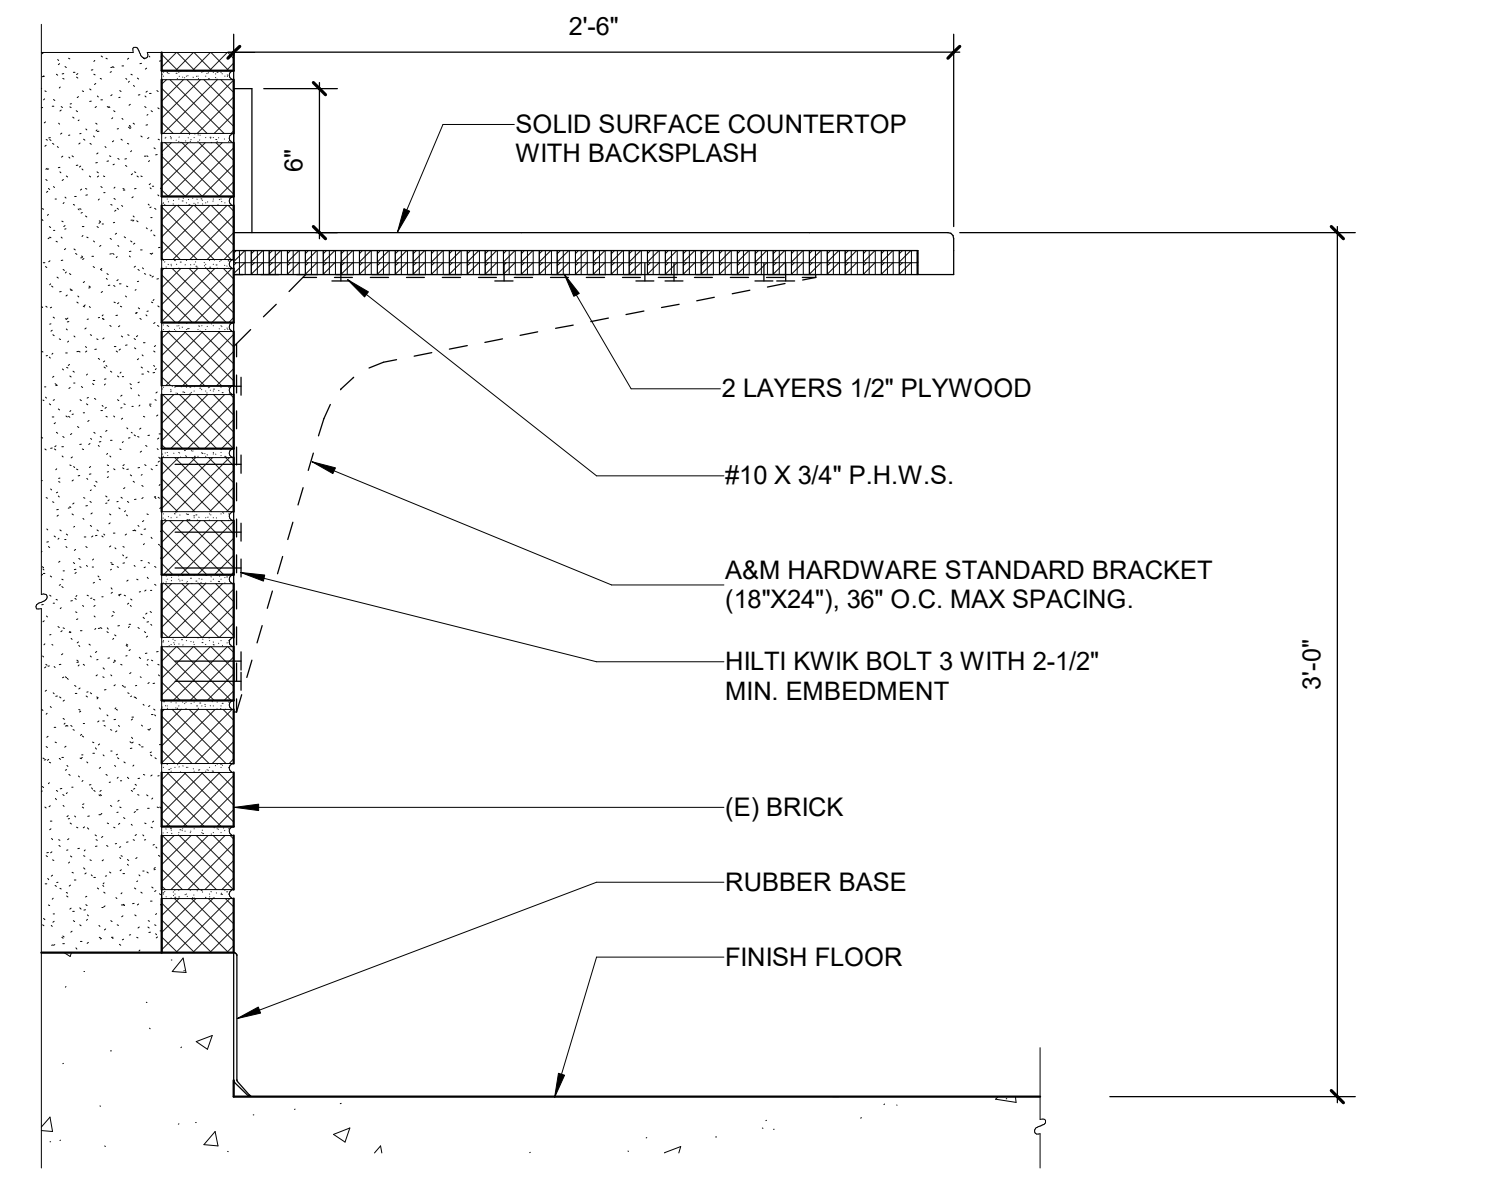 2'-6"
SOLID SURFACE COUNTERTOP
WITH BACKSPLASH
6"
2 LAYERS 1/2" PLYWOOD
#10 X 3/4" P.H.W.S.
A&M HARDWARE STANDARD BRACKET
(18"X24"), 36" O.C. MAX SPACING.
HILTI KWIK BOLT 3 WITH 2-1/2"
MIN. EMBEDMENT
3'-0"
(E) BRICK
RUBBER BASE
FINISH FLOOR